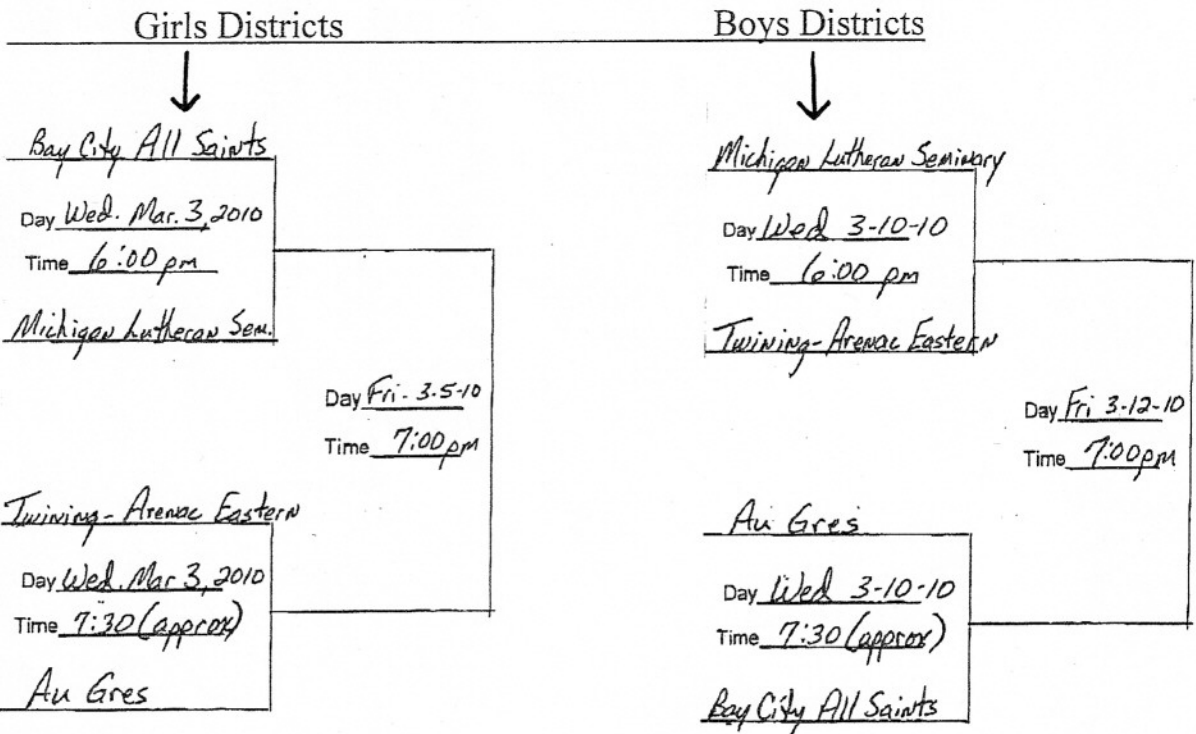 Girls Districts
Bay City All Saints
Day Wed. Mar. 3, 2010
Time 6:00 pm
Michigan Lutheran Sem.
Day Fri - 3-5-10
Time 7:00 pm
Twining - Arenac Eastern
Day Wed. Mar 3, 2010
Time 7:30 (approx)
Au Gres
Boys Districts
Michigan Lutheran Seminary
Day Wed 3-10-10
Time 6:00 pm
Twining - Arenac Eastern
Day Fri 3-12-10
Time 7:00 pm
Au Gres
Day Wed 3-10-10
Time 7:30 (approx)
Bay City All Saints